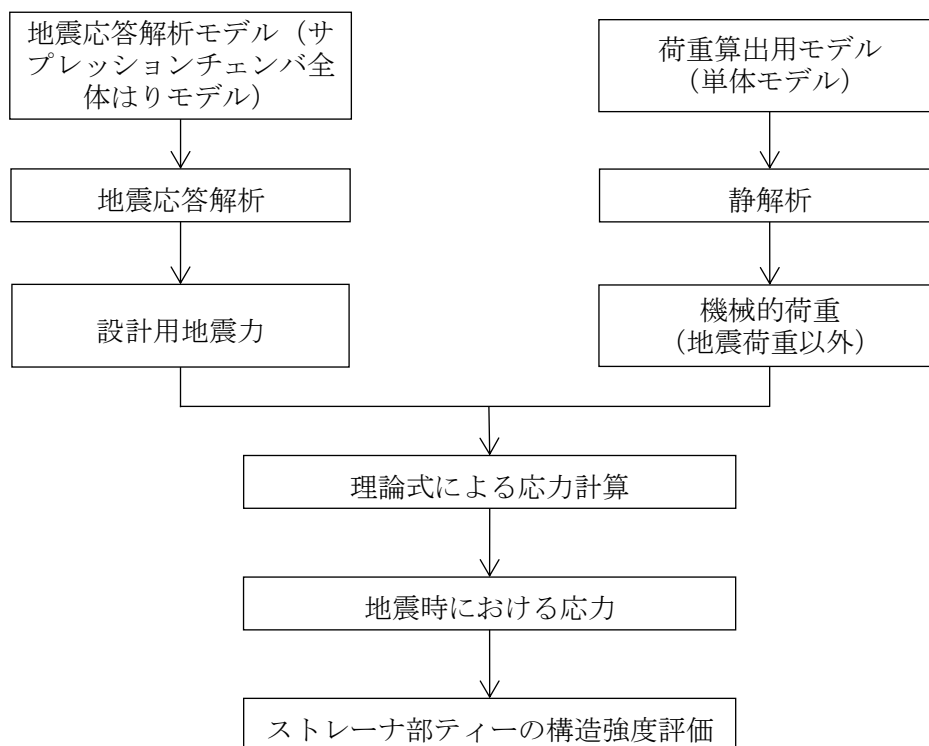 地震応答解析モデル（サ
プレッションチェンバ全
体はりモデル）
荷重算出用モデル
（単体モデル）
地震応答解析
静解析
設計用地震力
機械的荷重
（地震荷重以外）
理論式による応力計算
地震時における応力
ストレーナ部ティーの構造強度評価